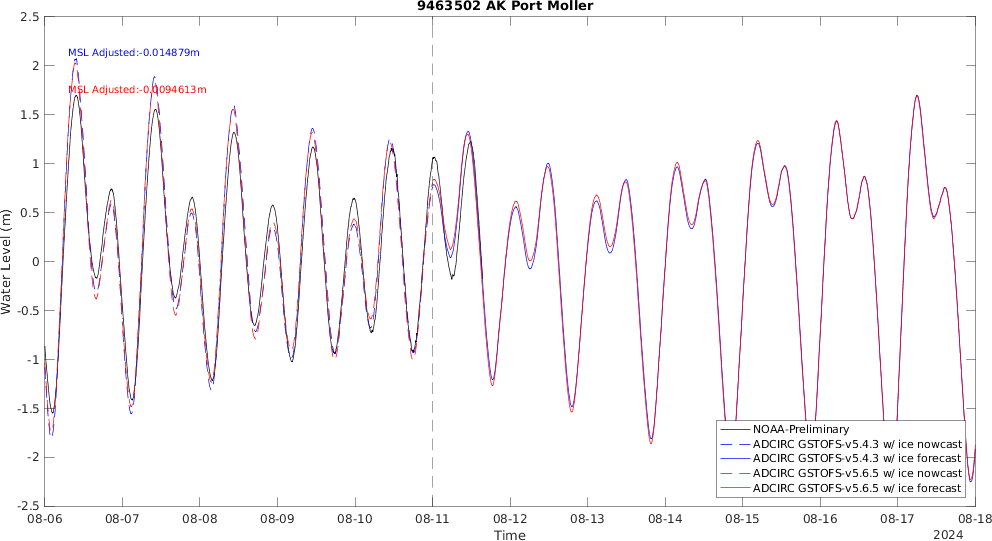 9463502 AK Port Moller
2.5
2
1.5
1
0.5
0
-0.5
-1
-1.5
-2
-2.5
Water Level (m)
MSL Adjusted:-0.014879m
MSL Adjusted:-0.0094613m
NOAA-Preliminary
ADCIRC GSTOFS-v5.4.3 w/ ice nowcast
ADCIRC GSTOFS-v5.4.3 w/ ice forecast
ADCIRC GSTOFS-v5.6.5 w/ ice nowcast
ADCIRC GSTOFS-v5.6.5 w/ ice forecast
08-06 08-07 08-08 08-09 08-10 08-11 08-12 08-13 08-14 08-15 08-16 08-17 08-18
Time
2024